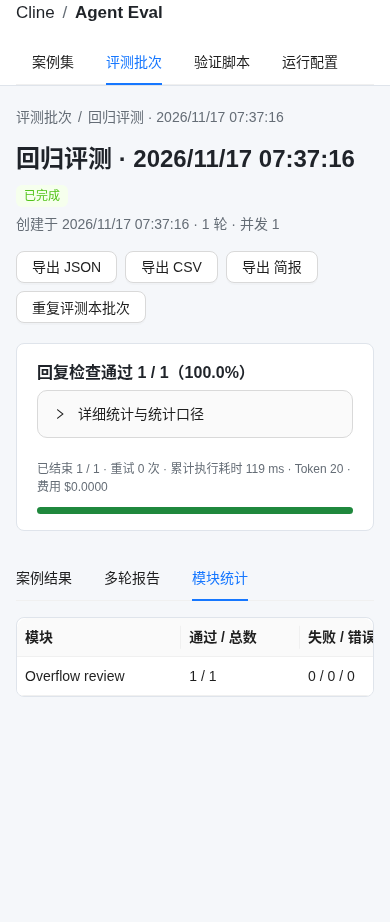 Cline / Agent Eval
案例集 评测批次 验证脚本 运行配置
评测批次 / 回归评测 · 2026/11/17 07:37:16
回归评测 · 2026/11/17 07:37:16
已完成
创建于 2026/11/17 07:37:16 · 1 轮 · 并发 1
导出 JSON 导出 CSV 导出 简报
重复评测本批次
回复检查通过 1 / 1（100.0%）
详细统计与统计口径
已结束 1 / 1 · 重试 0 次 · 累计执行耗时 119 ms · Token 20 ·
费用 $0.0000
案例结果 多轮报告 模块统计
模块 通过 / 总数 失败 / 错误
Overflow review 1 / 1 0 / 0 / 0